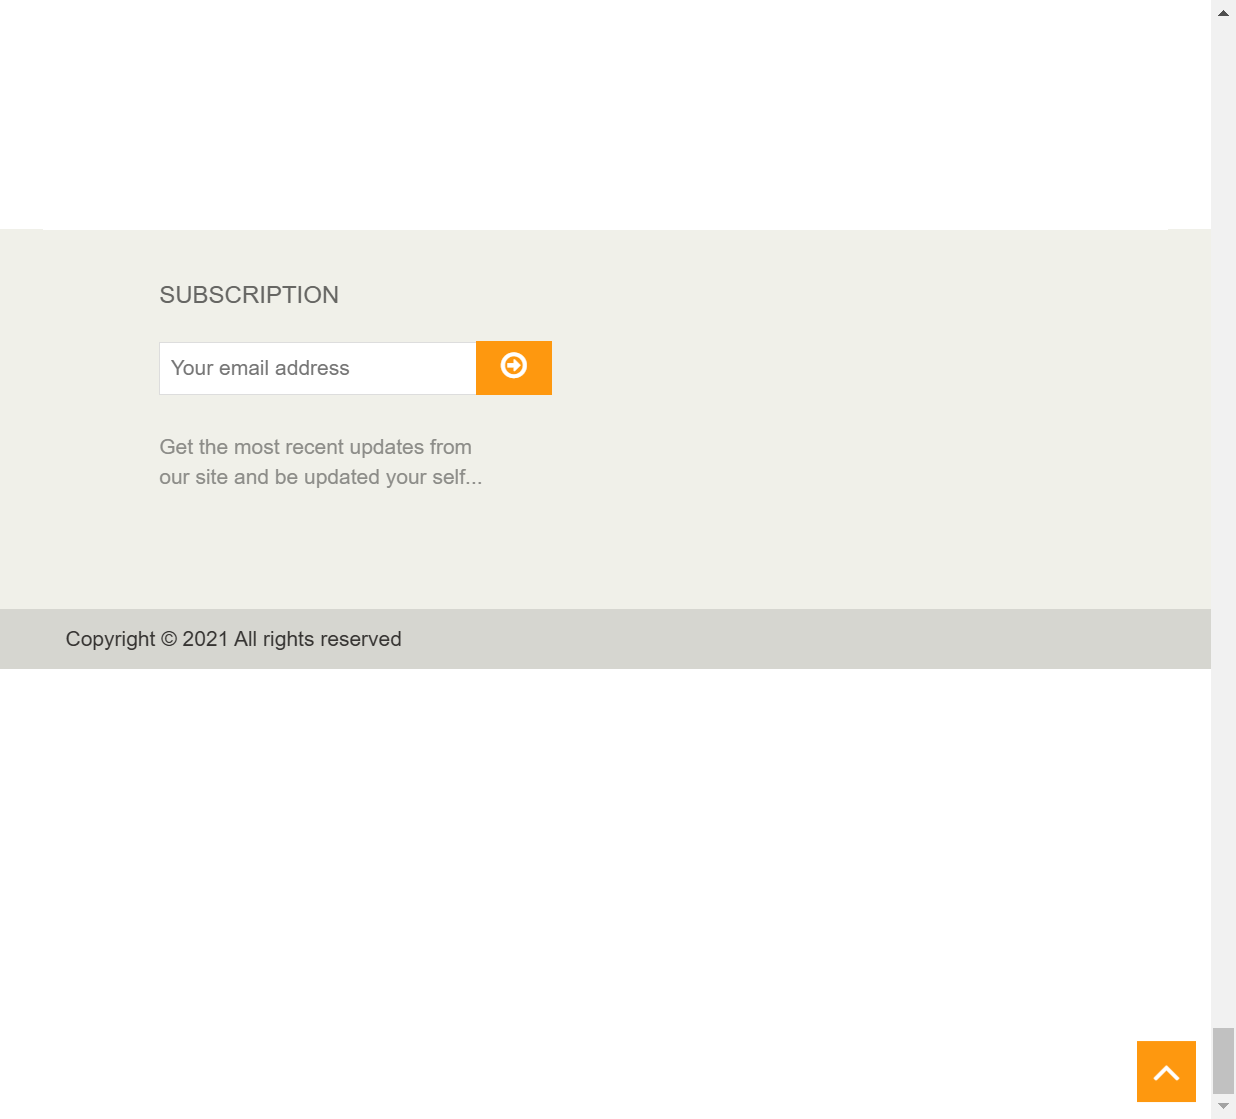 SUBSCRIPTION
Your email address
Get the most recent updates from
our site and be updated your self...
Copyright © 2021 All rights reserved